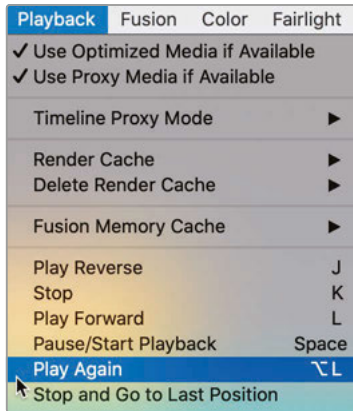 Playback Fusion Color Fairlight
✓ Use Optimized Media if Available
✓ Use Proxy Media if Available
Timeline Proxy Mode ▶
Render Cache ▶
Delete Render Cache ▶
Fusion Memory Cache ▶
Play Reverse J
Stop K
Play Forward L
Pause/Start Playback Space
Play Again ⌥ L
Stop and Go to Last Position